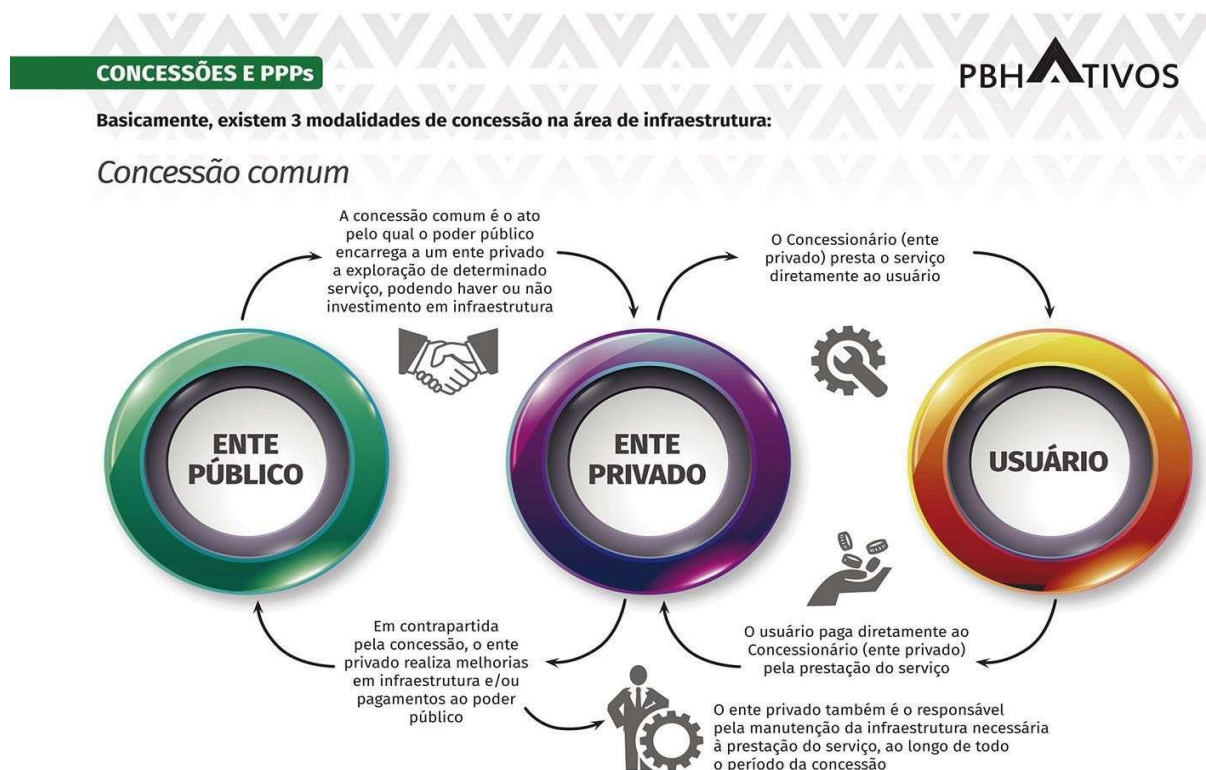 CONCESSÕES E PPPs
PBH ATIVOS
Basicamente, existem 3 modalidades de concessão na área de infraestrutura:
Concessão comum
A concessão comum é o ato
pelo qual o poder público
encarrega a um ente privado
a exploração de determinado
serviço, podendo haver ou não
investimento em infraestrutura
O Concessionário (ente
privado) presta o serviço
diretamente ao usuário
ENTE
PÚBLICO
ENTE
PRIVADO
USUÁRIO
Em contrapartida
pela concessão, o ente
privado realiza melhorias
em infraestrutura e/ou
pagamentos ao poder
público
O usuário paga diretamente ao
Concessionário (ente privado)
pela prestação do serviço
O ente privado também é o responsável
pela manutenção da infraestrutura necessária
à prestação do serviço, ao longo de todo
o período da concessão